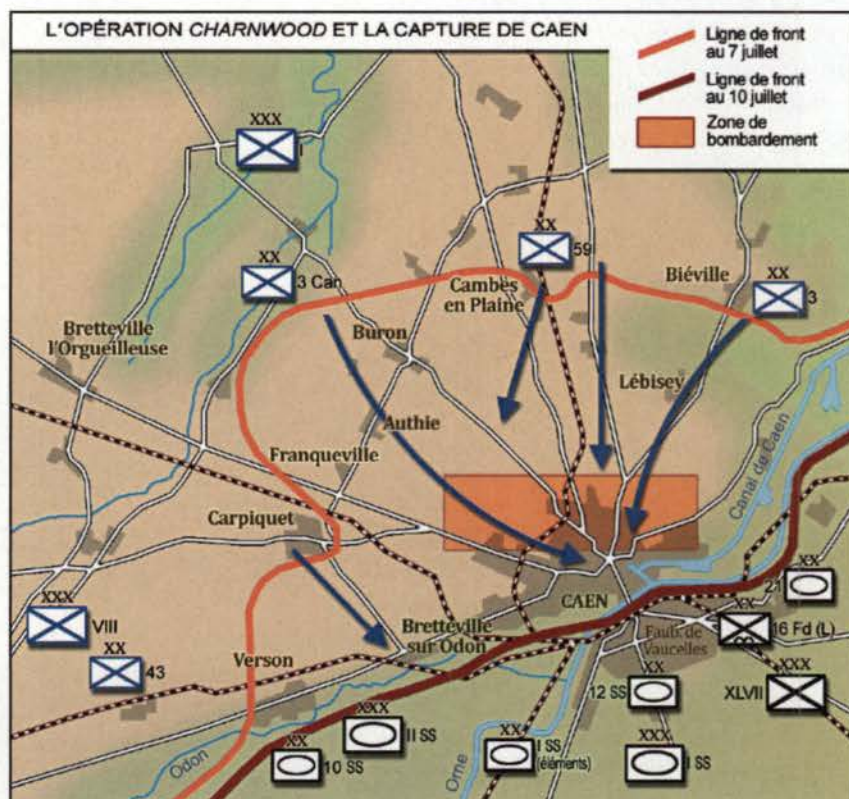 L'OPÉRATION CHARNWOOD ET LA CAPTURE DE CAEN
Ligne de front
au 7 juillet
Ligne de front
au 10 juillet
Zone de
bombardement
XXX
I
XX
59
XX
3 Can
Cambes
en Plaine
Biéville
XX
3
Bretteville
l'Orgueilleuse
Buron
Lébisey
Authie
Franqueville
Canal de Caen
Carpiquet
XXX
VIII
XX
43
CAEN
XX
21
Bretteville
sur Odon
Verson
Faub. de
Vaucelles
XX
16 Fd (L)
XX
12 SS
XXX
XLVII
XXX
II SS
XX
10 SS
Odon
Orne
XX
I SS
(éléments)
XXX
I SS